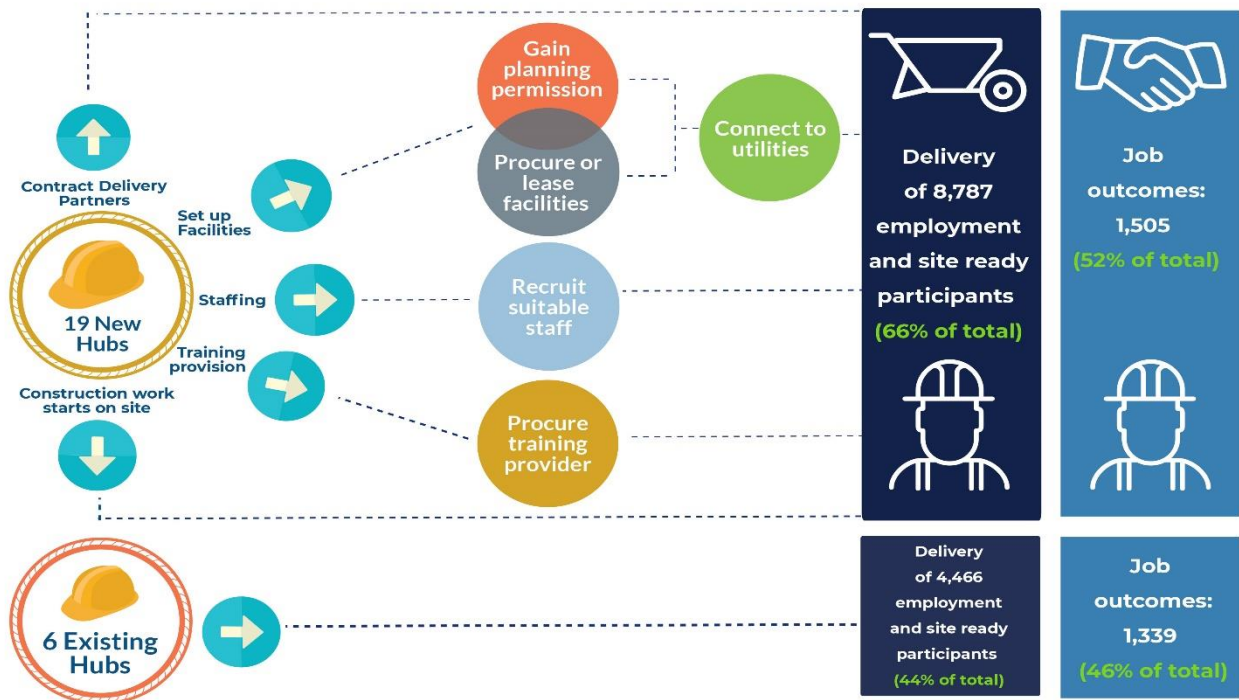 Contract Delivery
Partners
Set up
Facilities
19 New
Hubs
Staffing
Training
provision
Construction work
starts on site
Gain
planning
permission
Procure or
lease
facilities
Connect to
utilities
Recruit
suitable
staff
Procure
training
provider
Delivery
of 8,787
employment
and site ready
participants
(66% of total)
Job
outcomes:
1,505
(52% of total)
6 Existing
Hubs
Delivery
of 4,466
employment
and site ready
participants
(44% of total)
Job
outcomes:
1,339
(46% of total)